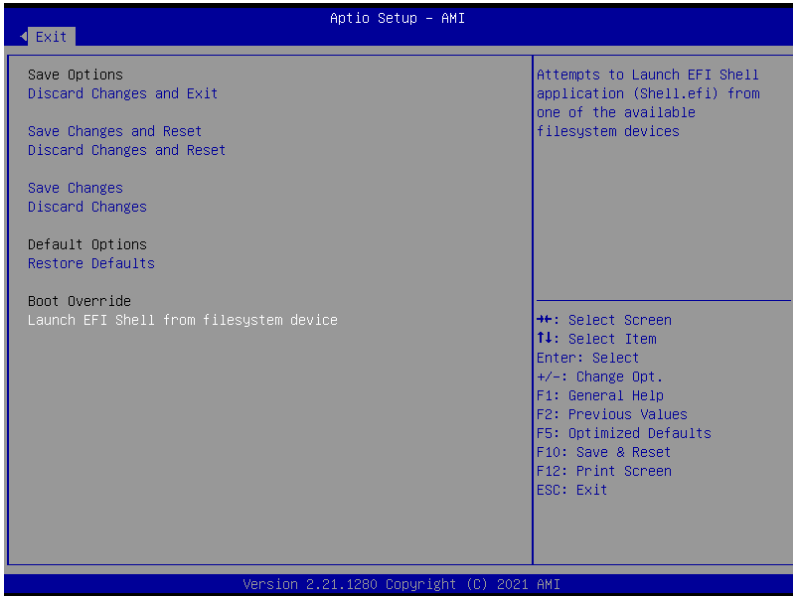 Aptio Setup – AMI
Exit
Save Options
Discard Changes and Exit
Save Changes and Reset
Discard Changes and Reset
Save Changes
Discard Changes
Default Options
Restore Defaults
Boot Override
Launch EFI Shell from filesystem device
Attempts to Launch EFI Shell
application (Shell.efi) from
one of the available
filesystem devices
→←: Select Screen
↑↓: Select Item
Enter: Select
+/-: Change Opt.
F1: General Help
F2: Previous Values
F5: Optimized Defaults
F10: Save & Reset
F12: Print Screen
ESC: Exit
Version 2.21.1280 Copyright (C) 2021 AMI